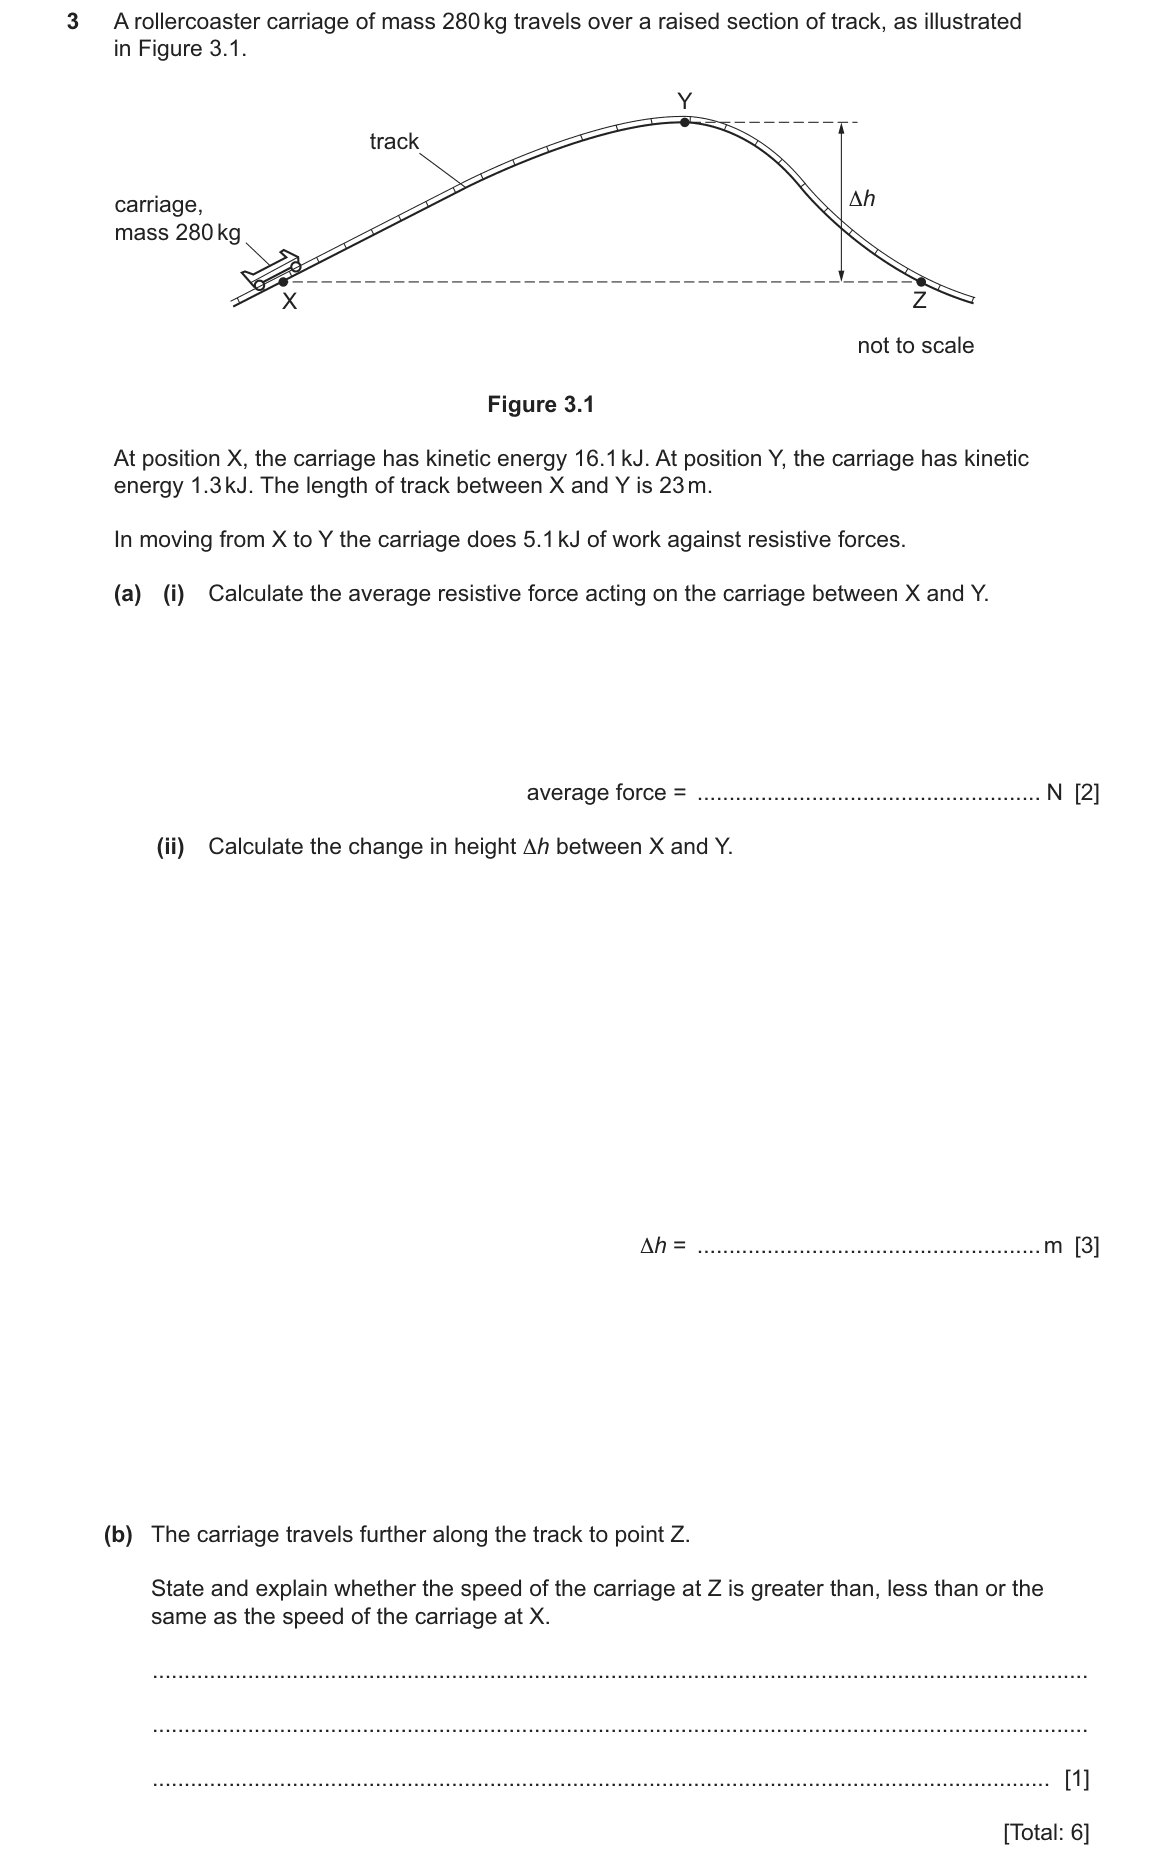 3 A rollercoaster carriage of mass 280 kg travels over a raised section of track, as illustrated
in Figure 3.1.
Y
track
Δh
carriage,
mass 280 kg
X
Z
not to scale
Figure 3.1
At position X, the carriage has kinetic energy 16.1 kJ. At position Y, the carriage has kinetic
energy 1.3 kJ. The length of track between X and Y is 23 m.
In moving from X to Y the carriage does 5.1 kJ of work against resistive forces.
(a) (i) Calculate the average resistive force acting on the carriage between X and Y.
average force = ...................................................... N [2]
(ii) Calculate the change in height Δh between X and Y.
Δh = ...................................................... m [3]
(b) The carriage travels further along the track to point Z.
State and explain whether the speed of the carriage at Z is greater than, less than or the
same as the speed of the carriage at X.
...................................................................................................................................................
...................................................................................................................................................
............................................................................................................................................. [1]
[Total: 6]